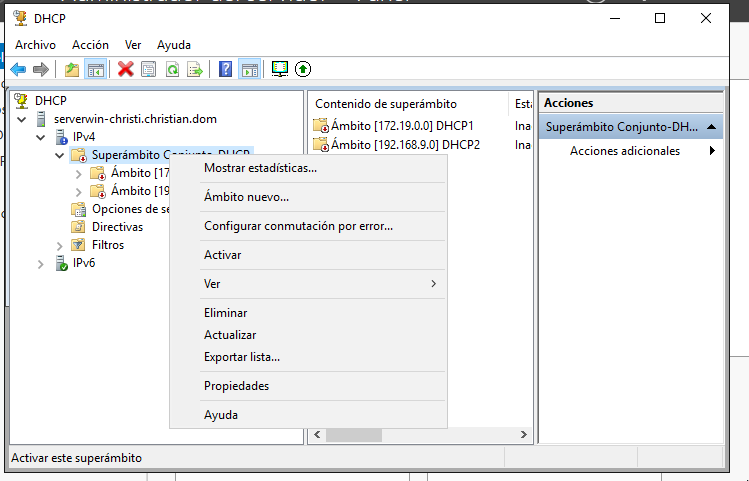 DHCP
Archivo Acción Ver Ayuda
DHCP
serverwin-christi.christian.dom
IPv4
Superámbito Conjunto-DHCP
Ámbito [17
Ámbito [19
Opciones de se
Directivas
Filtros
IPv6
Contenido de superámbito Esta
Ámbito [172.19.0.0] DHCP1 Ina
Ámbito [192.168.9.0] DHCP2 Ina
Acciones
Superámbito Conjunto-DH...
Acciones adicionales
Mostrar estadísticas...
Ámbito nuevo...
Configurar conmutación por error...
Activar
Ver
Eliminar
Actualizar
Exportar lista...
Propiedades
Ayuda
Activar este superámbito